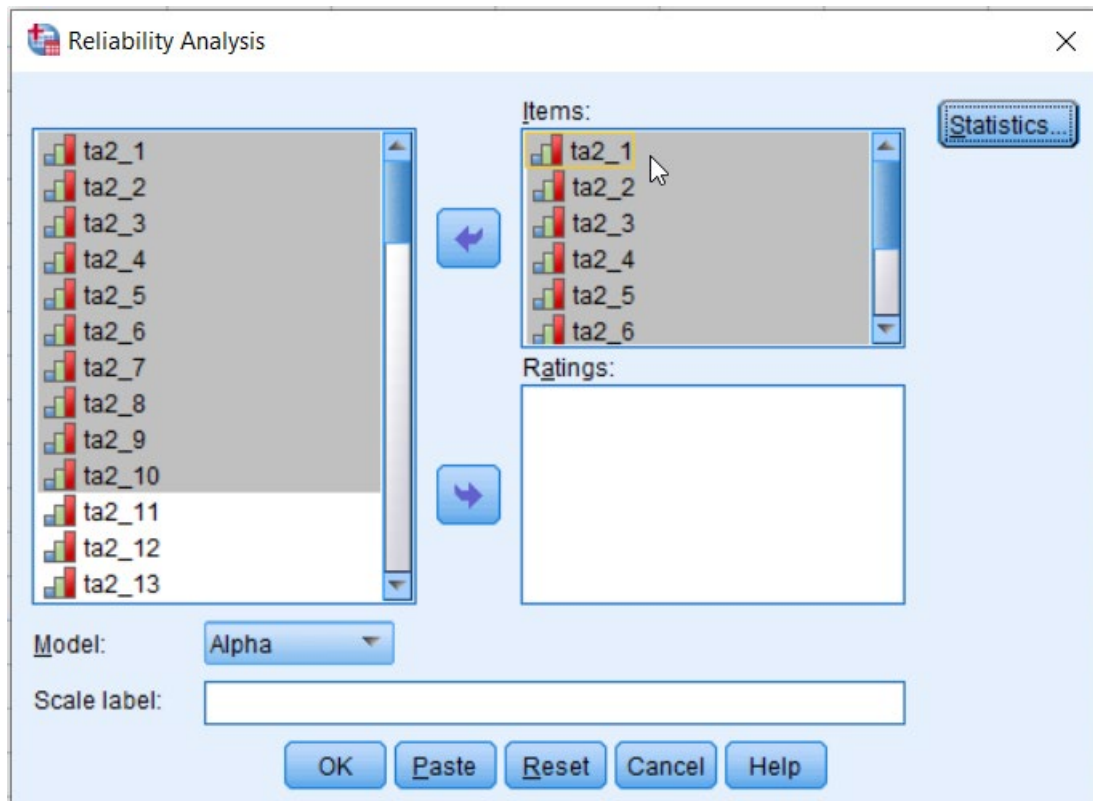 Reliability Analysis
ta2_1
ta2_2
ta2_3
ta2_4
ta2_5
ta2_6
ta2_7
ta2_8
ta2_9
ta2_10
ta2_11
ta2_12
ta2_13
Items:
ta2_1
ta2_2
ta2_3
ta2_4
ta2_5
ta2_6
Ratings:
Statistics...
Model:
Alpha
Scale label:
OK Paste Reset Cancel Help